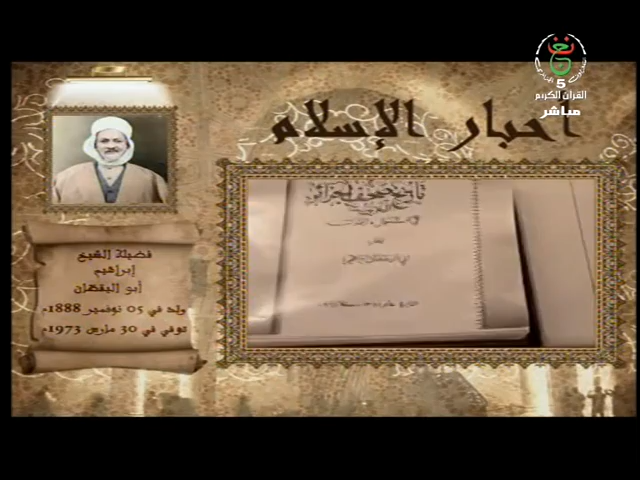 5
القرآن الكريم
مباشر
أحبار الإسلام
فضيلة الشيخ
إبراهيم
أبو اليقظان
ولد في 05 نوفمبر 1888م
توفي في 30 مارس 1973م
تاريخ صحف الجزائر